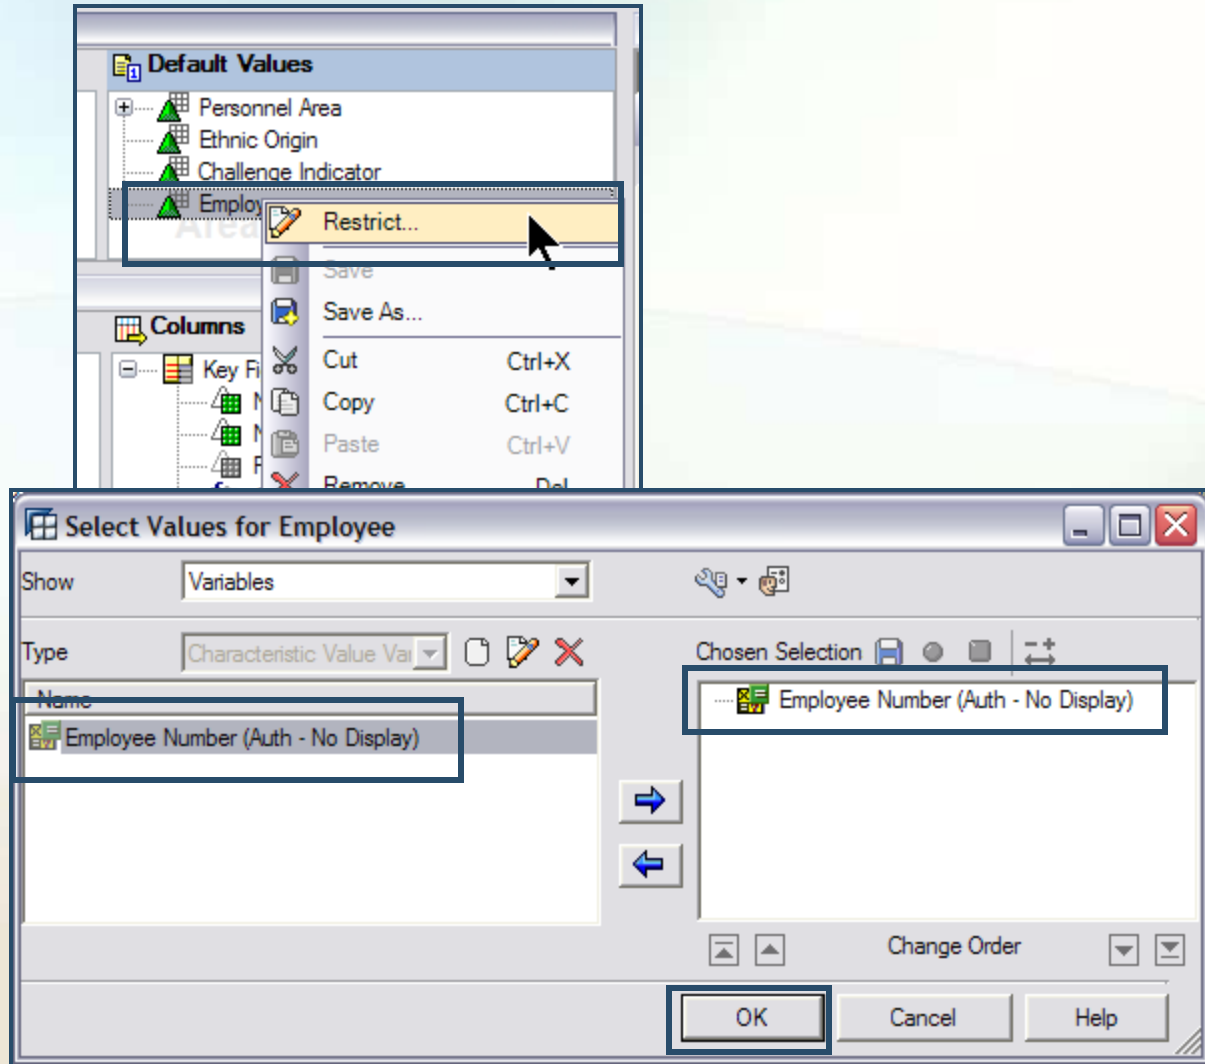 Default Values
Personnel Area
Ethnic Origin
Challenge Indicator
Employ
Area
Restrict...
Save
Save As...
Columns
Cut Ctrl+X
Key Fi
Copy Ctrl+C
Paste Ctrl+V
Remove Del
Select Values for Employee
Show Variables
Type Characteristic Value Var
Chosen Selection
Name
Employee Number (Auth - No Display)
Employee Number (Auth - No Display)
Change Order
OK Cancel Help